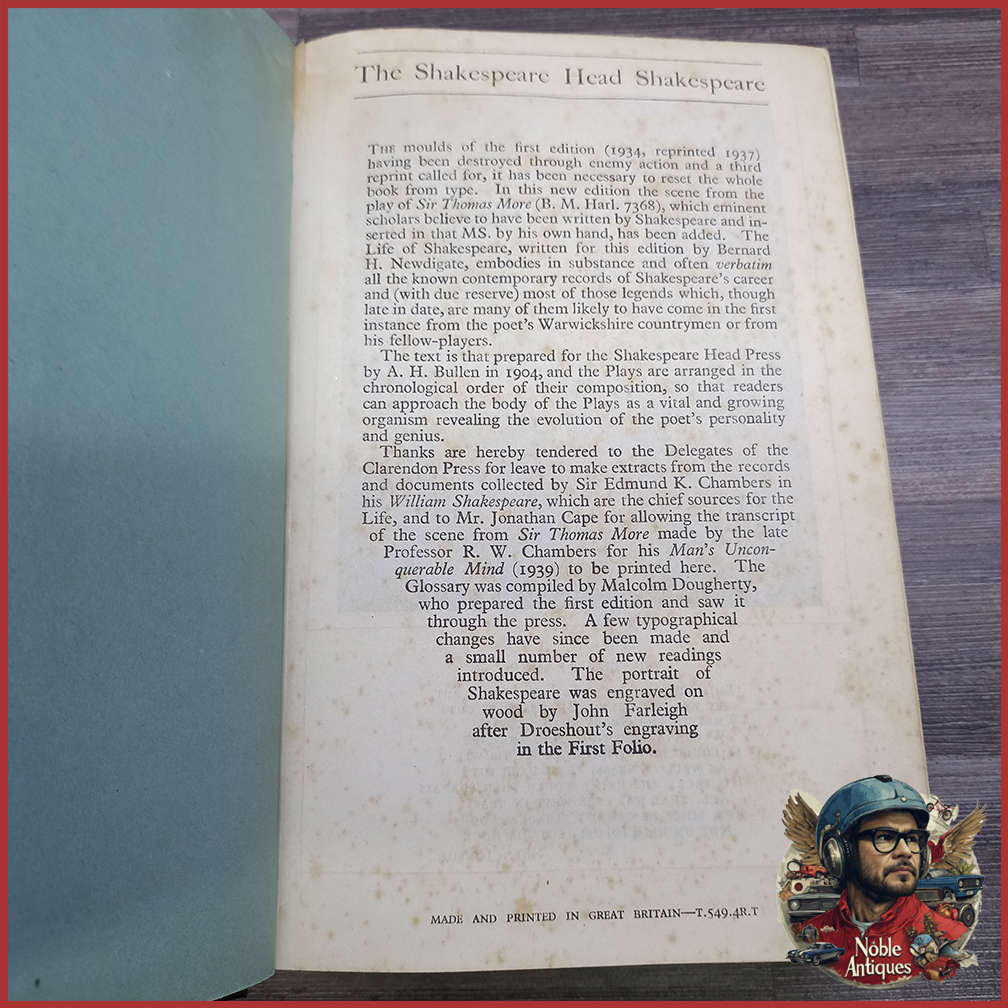 The Shakespeare Head Shakespeare
THE moulds of the first edition (1934, reprinted 1937)
having been destroyed through enemy action and a third
reprint called for, it has been necessary to reset the whole
book from type. In this new edition the scene from the
play of Sir Thomas More (B. M. Harl. 7368), which eminent
scholars believe to have been written by Shakespeare and in-
serted in that MS. by his own hand, has been added. The
Life of Shakespeare, written for this edition by Bernard
H. Newdigate, embodies in substance and often verbatim
all the known contemporary records of Shakespeare's career
and (with due reserve) most of those legends which, though
late in date, are many of them likely to have come in the first
instance from the poet's Warwickshire countrymen or from
his fellow-players.
The text is that prepared for the Shakespeare Head Press
by A. H. Bullen in 1904, and the Plays are arranged in the
chronological order of their composition, so that readers
can approach the body of the Plays as a vital and growing
organism revealing the evolution of the poet's personality
and genius.
Thanks are hereby tendered to the Delegates of the
Clarendon Press for leave to make extracts from the records
and documents collected by Sir Edmund K. Chambers in
his William Shakespeare, which are the chief sources for the
Life, and to Mr. Jonathan Cape for allowing the transcript
of the scene from Sir Thomas More made by the late
Professor R. W. Chambers for his Man's Uncon-
querable Mind (1939) to be printed here. The
Glossary was compiled by Malcolm Dougherty,
who prepared the first edition and saw it
through the press. A few typographical
changes have since been made and
a small number of new readings
introduced. The portrait of
Shakespeare was engraved on
wood by John Farleigh
after Droeshout's engraving
in the First Folio.
MADE AND PRINTED IN GREAT BRITAIN—T.549.4R.T
Noble
Antiques